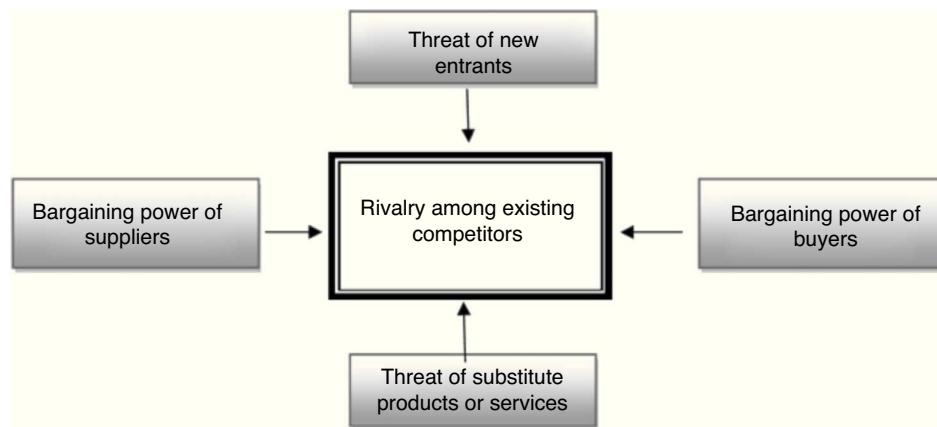 Threat of new
entrants
Bargaining power of
suppliers
Rivalry among existing
competitors
Bargaining power of
buyers
Threat of substitute
products or services